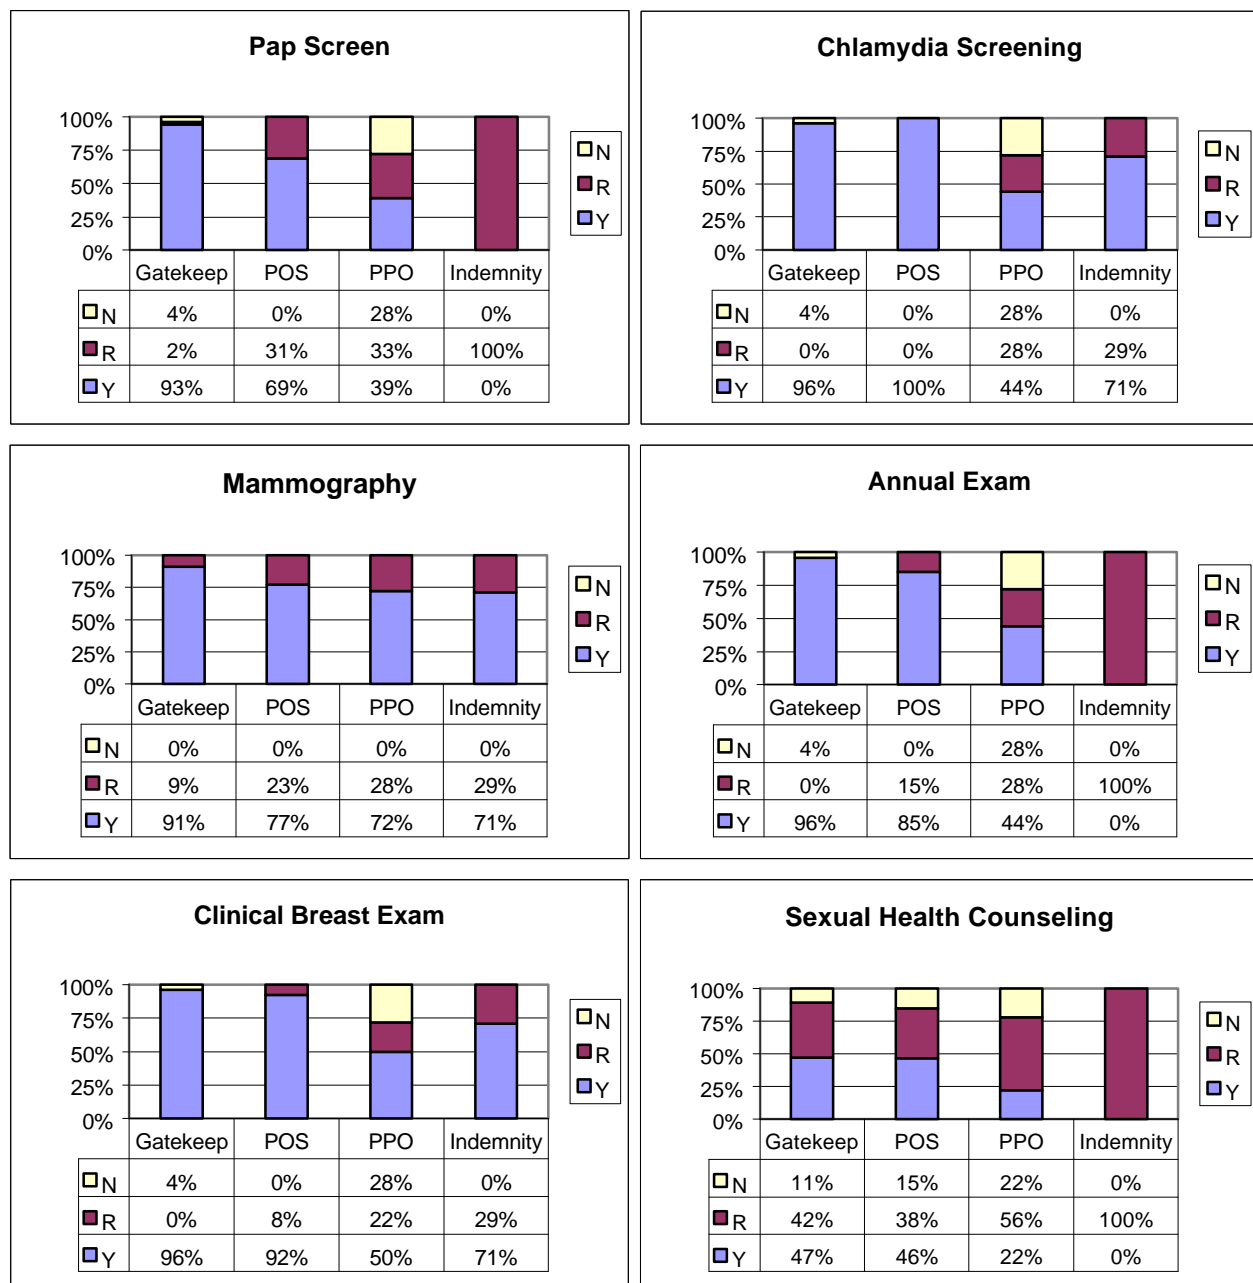 Pap Screen
100%
75%
50%
25%
0%
N
R
Y
Gatekeep POS PPO Indemnity
N 4% 0% 28% 0%
R 2% 31% 33% 100%
Y 93% 69% 39% 0%
Chlamydia Screening
100%
75%
50%
25%
0%
N
R
Y
Gatekeep POS PPO Indemnity
N 4% 0% 28% 0%
R 0% 0% 28% 29%
Y 96% 100% 44% 71%
Mammography
100%
75%
50%
25%
0%
N
R
Y
Gatekeep POS PPO Indemnity
N 0% 0% 0% 0%
R 9% 23% 28% 29%
Y 91% 77% 72% 71%
Annual Exam
100%
75%
50%
25%
0%
N
R
Y
Gatekeep POS PPO Indemnity
N 4% 0% 28% 0%
R 0% 15% 28% 100%
Y 96% 85% 44% 0%
Clinical Breast Exam
100%
75%
50%
25%
0%
N
R
Y
Gatekeep POS PPO Indemnity
N 4% 0% 28% 0%
R 0% 8% 22% 29%
Y 96% 92% 50% 71%
Sexual Health Counseling
100%
75%
50%
25%
0%
N
R
Y
Gatekeep POS PPO Indemnity
N 11% 15% 22% 0%
R 42% 38% 56% 100%
Y 47% 46% 22% 0%